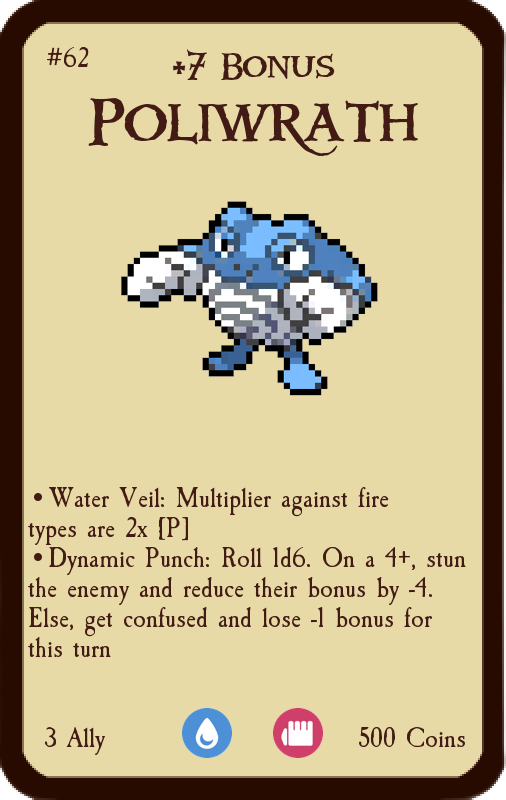 #62
+7 Bonus
Poliwrath
• Water Veil: Multiplier against fire
types are 2x [P]
• Dynamic Punch: Roll 1d6. On a 4+, stun
the enemy and reduce their bonus by -4.
Else, get confused and lose -1 bonus for
this turn
3 Ally
500 Coins